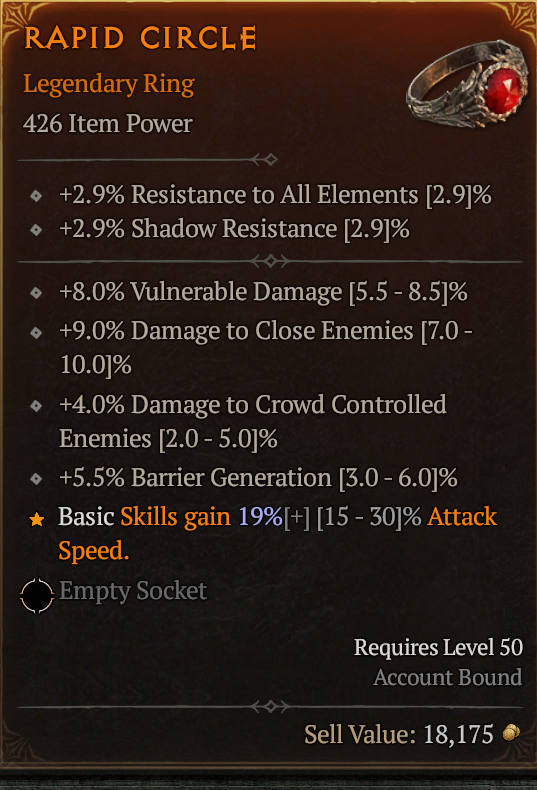 RAPID CIRCLE
Legendary Ring
426 Item Power
+2.9% Resistance to All Elements [2.9]%
+2.9% Shadow Resistance [2.9]%
+8.0% Vulnerable Damage [5.5 - 8.5]%
+9.0% Damage to Close Enemies [7.0 -
10.0]%
+4.0% Damage to Crowd Controlled
Enemies [2.0 - 5.0]%
+5.5% Barrier Generation [3.0 - 6.0]%
Basic Skills gain 19%[+] [15 - 30]% Attack
Speed.
Empty Socket
Requires Level 50
Account Bound
Sell Value: 18,175